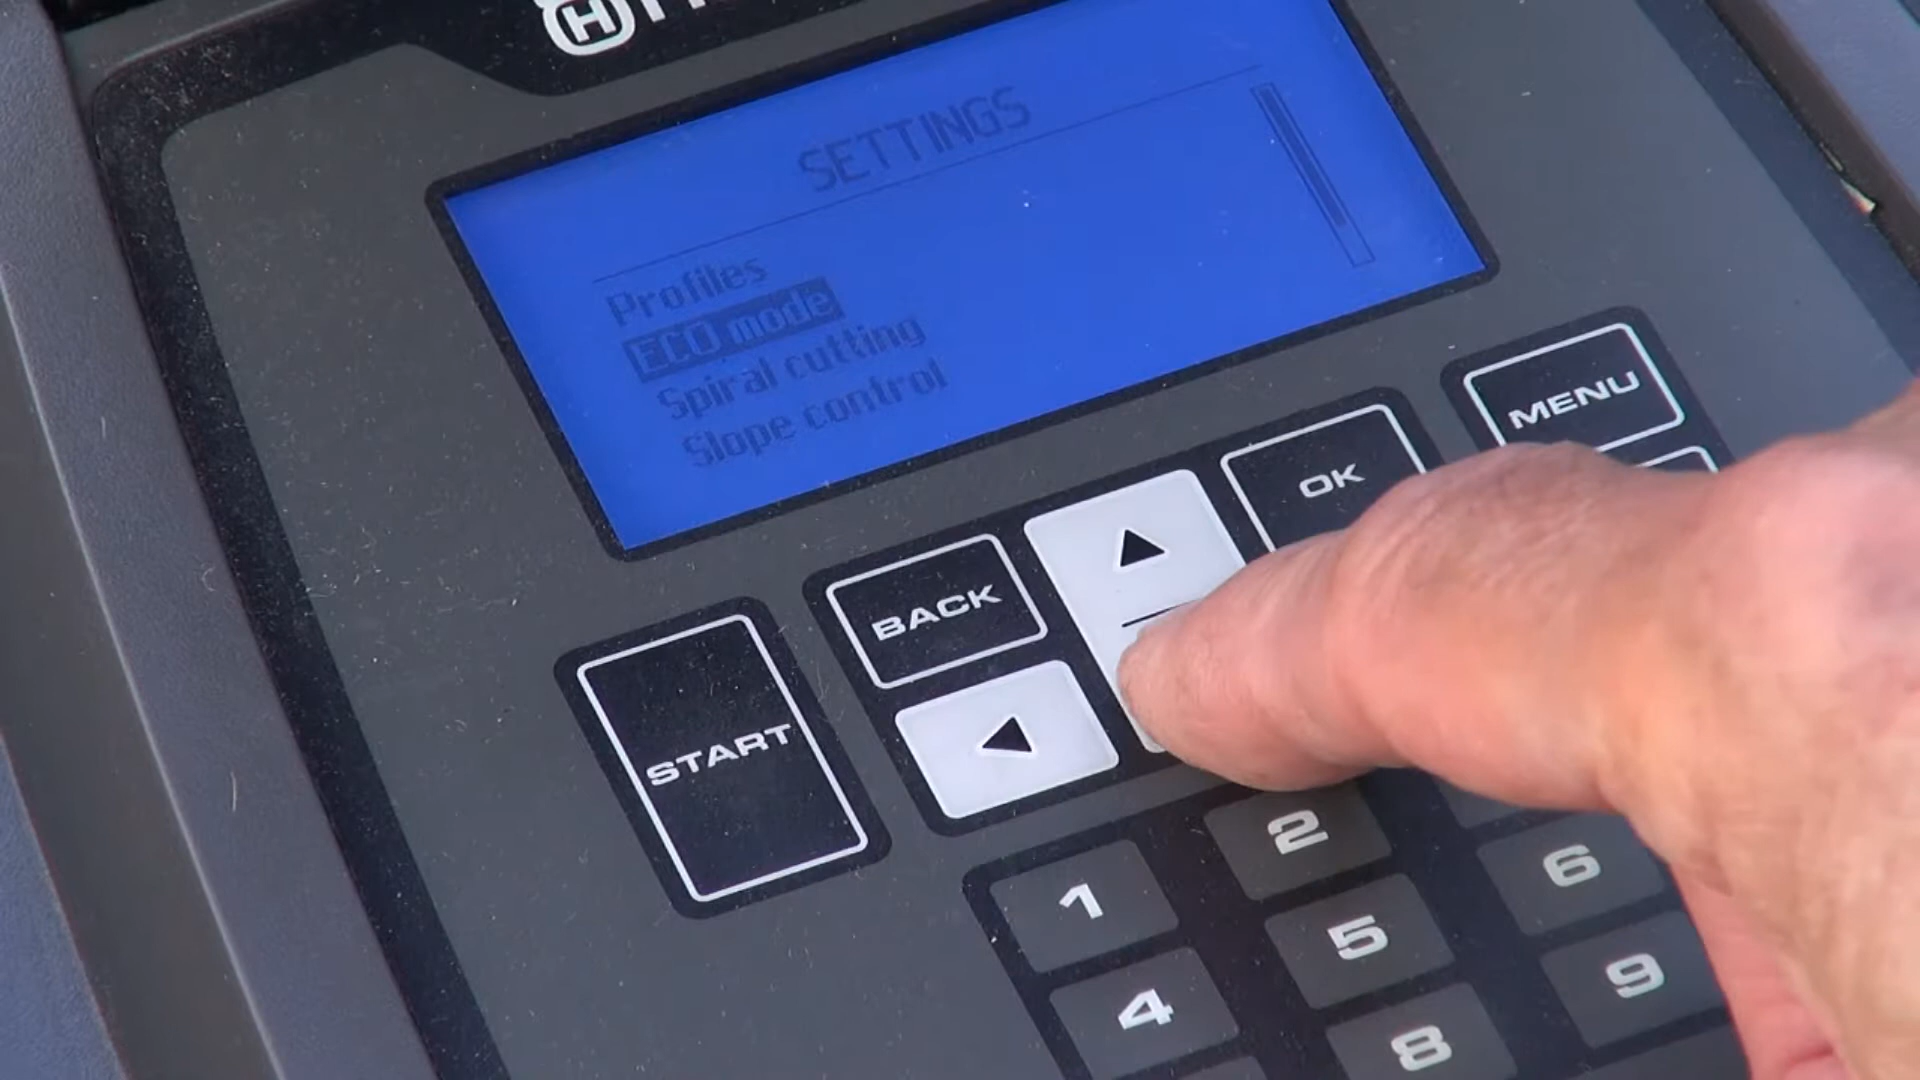 H
SETTINGS
Profiles
ECO mode
Spiral cutting
Slope control
MENU
OK
BACK
START
1
2
4
5
6
8
9